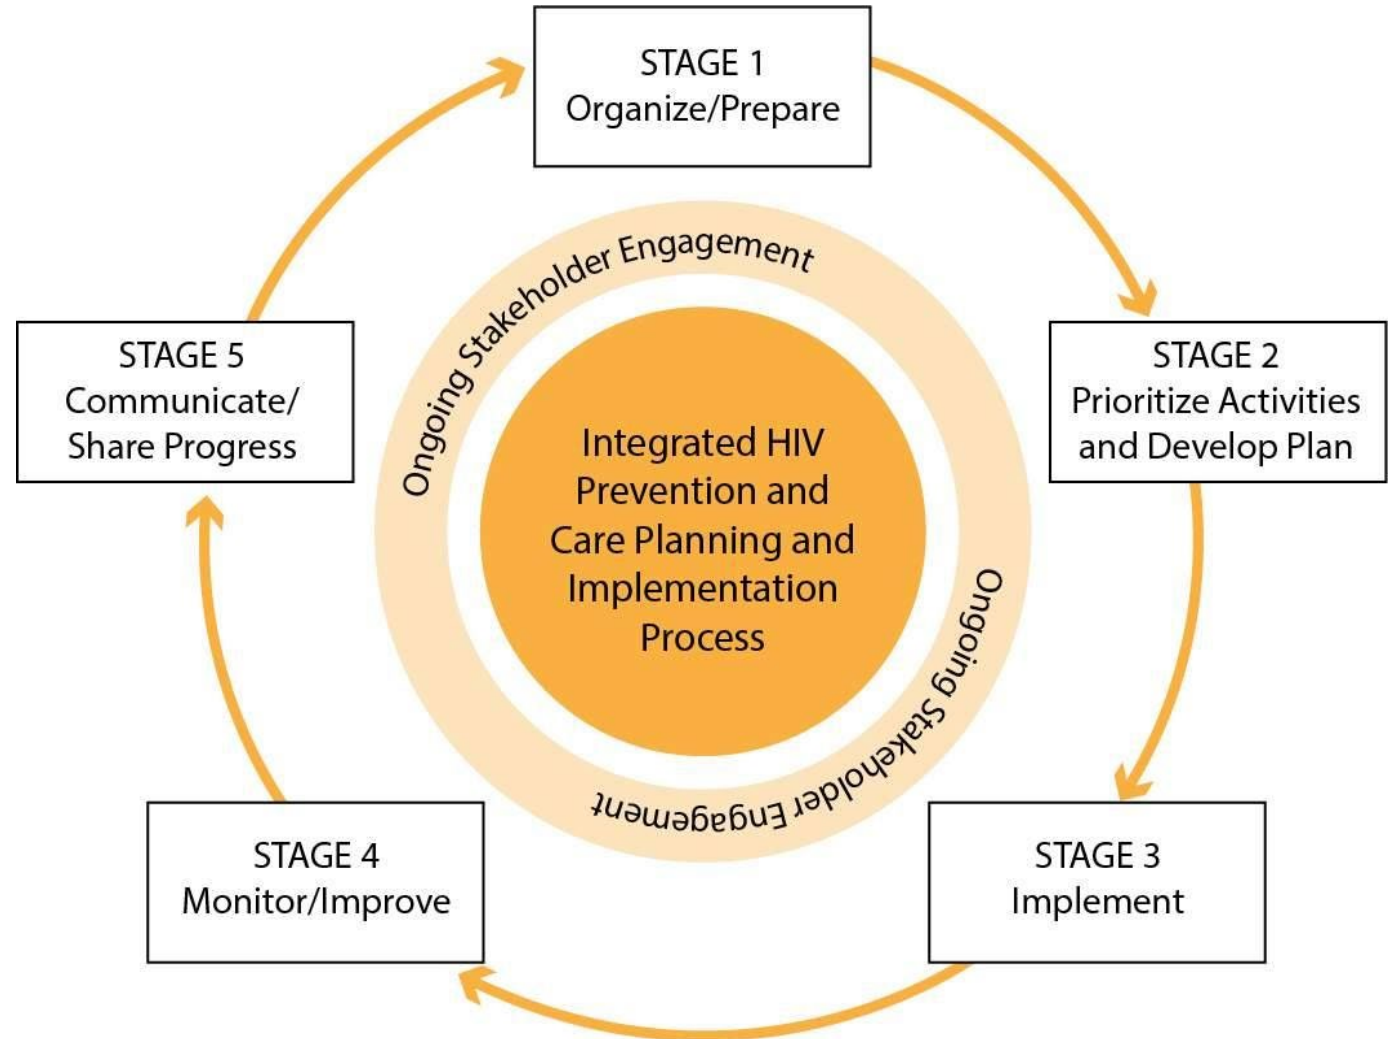 STAGE 1
Organize/Prepare
STAGE 2
Prioritize Activities
and Develop Plan
STAGE 3
Implement
STAGE 4
Monitor/Improve
STAGE 5
Communicate/
Share Progress
Ongoing Stakeholder Engagement
Ongoing Stakeholder Engagement
Integrated HIV
Prevention and
Care Planning and
Implementation
Process